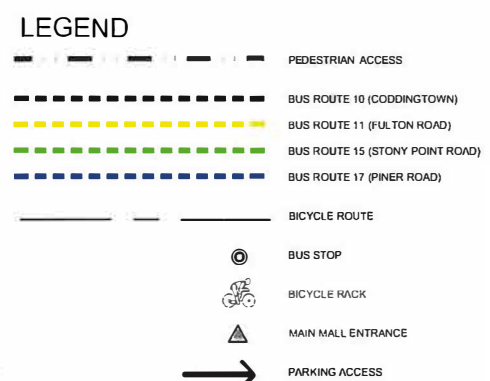 LEGEND
PEDESTRIAN ACCESS
BUS ROUTE 10 (CODDINGTOWN)
BUS ROUTE 11 (FULTON ROAD)
BUS ROUTE 15 (STONY POINT ROAD)
BUS ROUTE 17 (PINER ROAD)
BICYCLE ROUTE
BUS STOP
BICYCLE RACK
MAIN MALL ENTRANCE
PARKING ACCESS